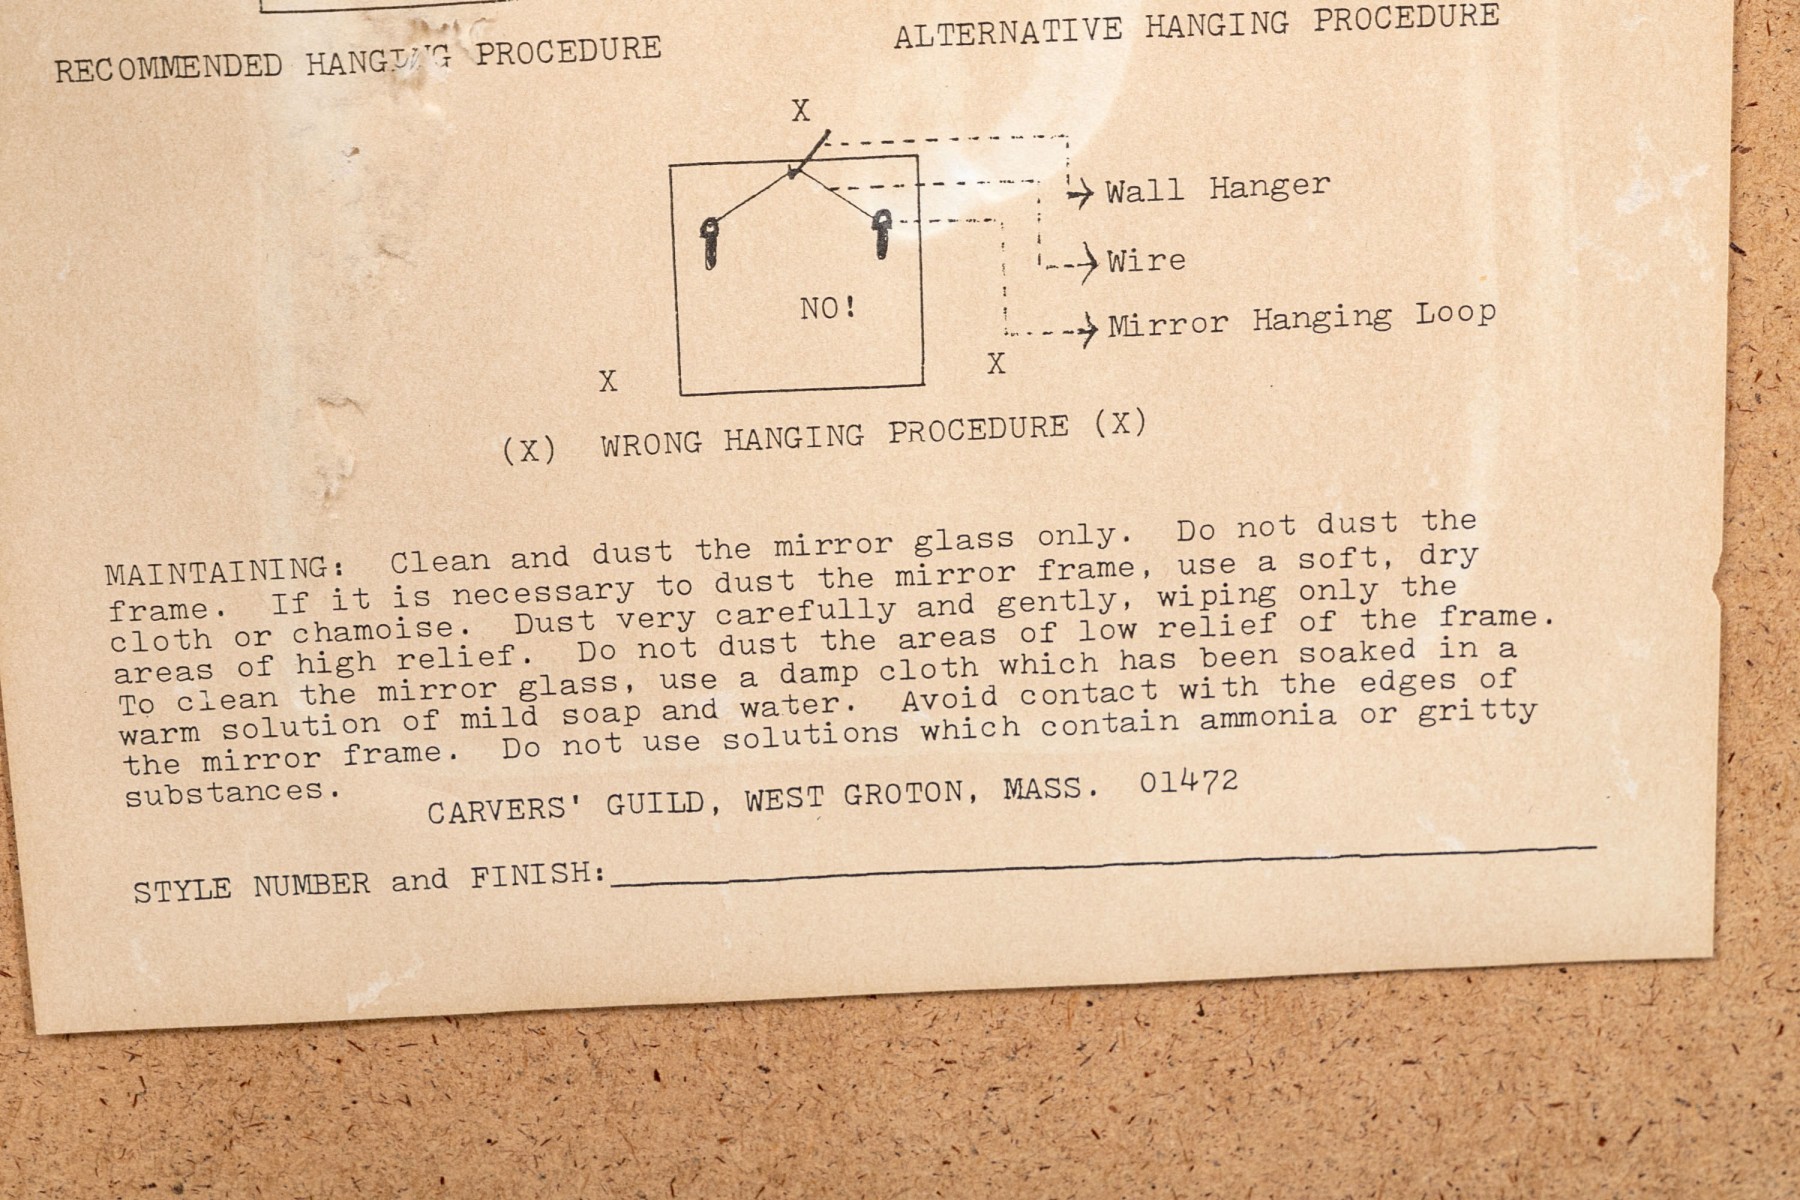 RECOMMENDED HANGING PROCEDURE
ALTERNATIVE HANGING PROCEDURE
X
Wall Hanger
Wire
NO!
Mirror Hanging Loop
X
X
(X) WRONG HANGING PROCEDURE (X)
MAINTAINING: Clean and dust the mirror glass only. Do not dust the
frame. If it is necessary to dust the mirror frame, use a soft, dry
cloth or chamoise. Dust very carefully and gently, wiping only the
areas of high relief. Do not dust the areas of low relief of the frame.
To clean the mirror glass, use a damp cloth which has been soaked in a
warm solution of mild soap and water. Avoid contact with the edges of
the mirror frame. Do not use solutions which contain ammonia or gritty
substances.
CARVERS' GUILD, WEST GROTON, MASS. 01472
STYLE NUMBER and FINISH: